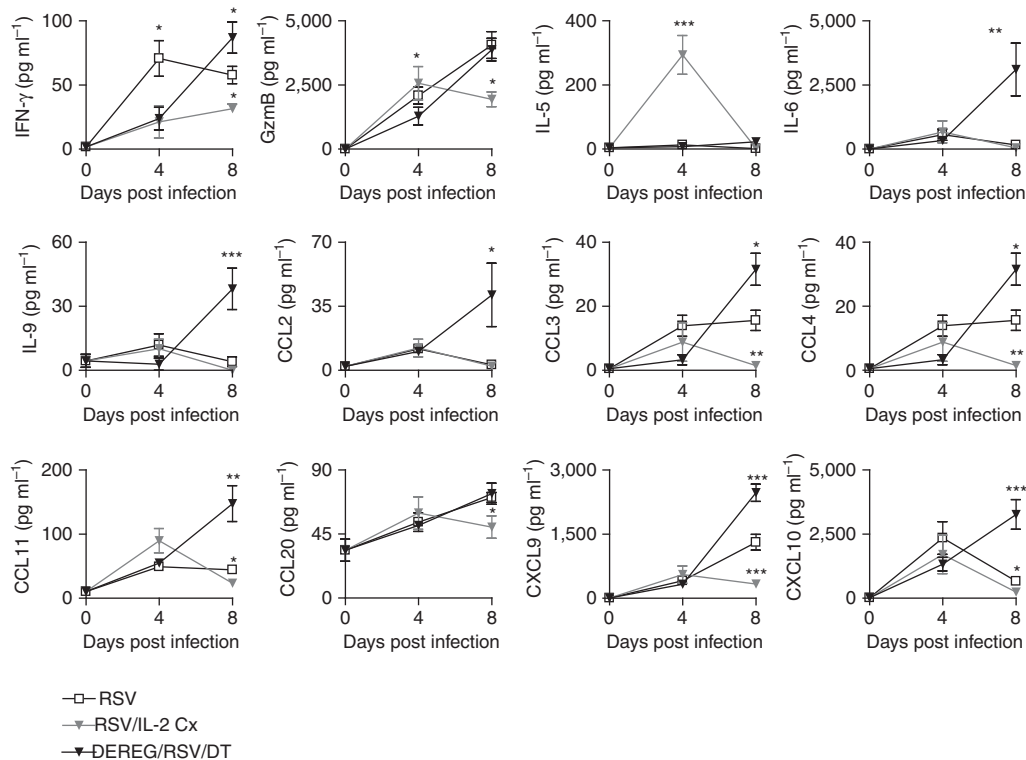 IFN-γ (pg ml⁻¹)
100
50
0
*
*
*
0 4 8
Days post infection
GzmB (pg ml⁻¹)
5,000
2,500
0
*
*
0 4 8
Days post infection
IL-5 (pg ml⁻¹)
400
200
0
***
0 4 8
Days post infection
IL-6 (pg ml⁻¹)
5,000
2,500
0
**
0 4 8
Days post infection
IL-9 (pg ml⁻¹)
60
30
0
***
0 4 8
Days post infection
CCL2 (pg ml⁻¹)
70
35
0
*
0 4 8
Days post infection
CCL3 (pg ml⁻¹)
40
20
0
*
**
0 4 8
Days post infection
CCL4 (pg ml⁻¹)
40
20
0
*
**
0 4 8
Days post infection
CCL11 (pg ml⁻¹)
200
100
0
**
*
0 4 8
Days post infection
CCL20 (pg ml⁻¹)
90
45
0
*
0 4 8
Days post infection
CXCL9 (pg ml⁻¹)
3,000
1,500
0
***
***
0 4 8
Days post infection
CXCL10 (pg ml⁻¹)
5,000
2,500
0
***
*
0 4 8
Days post infection
RSV
RSV/IL-2 Cx
DEREG/RSV/DT